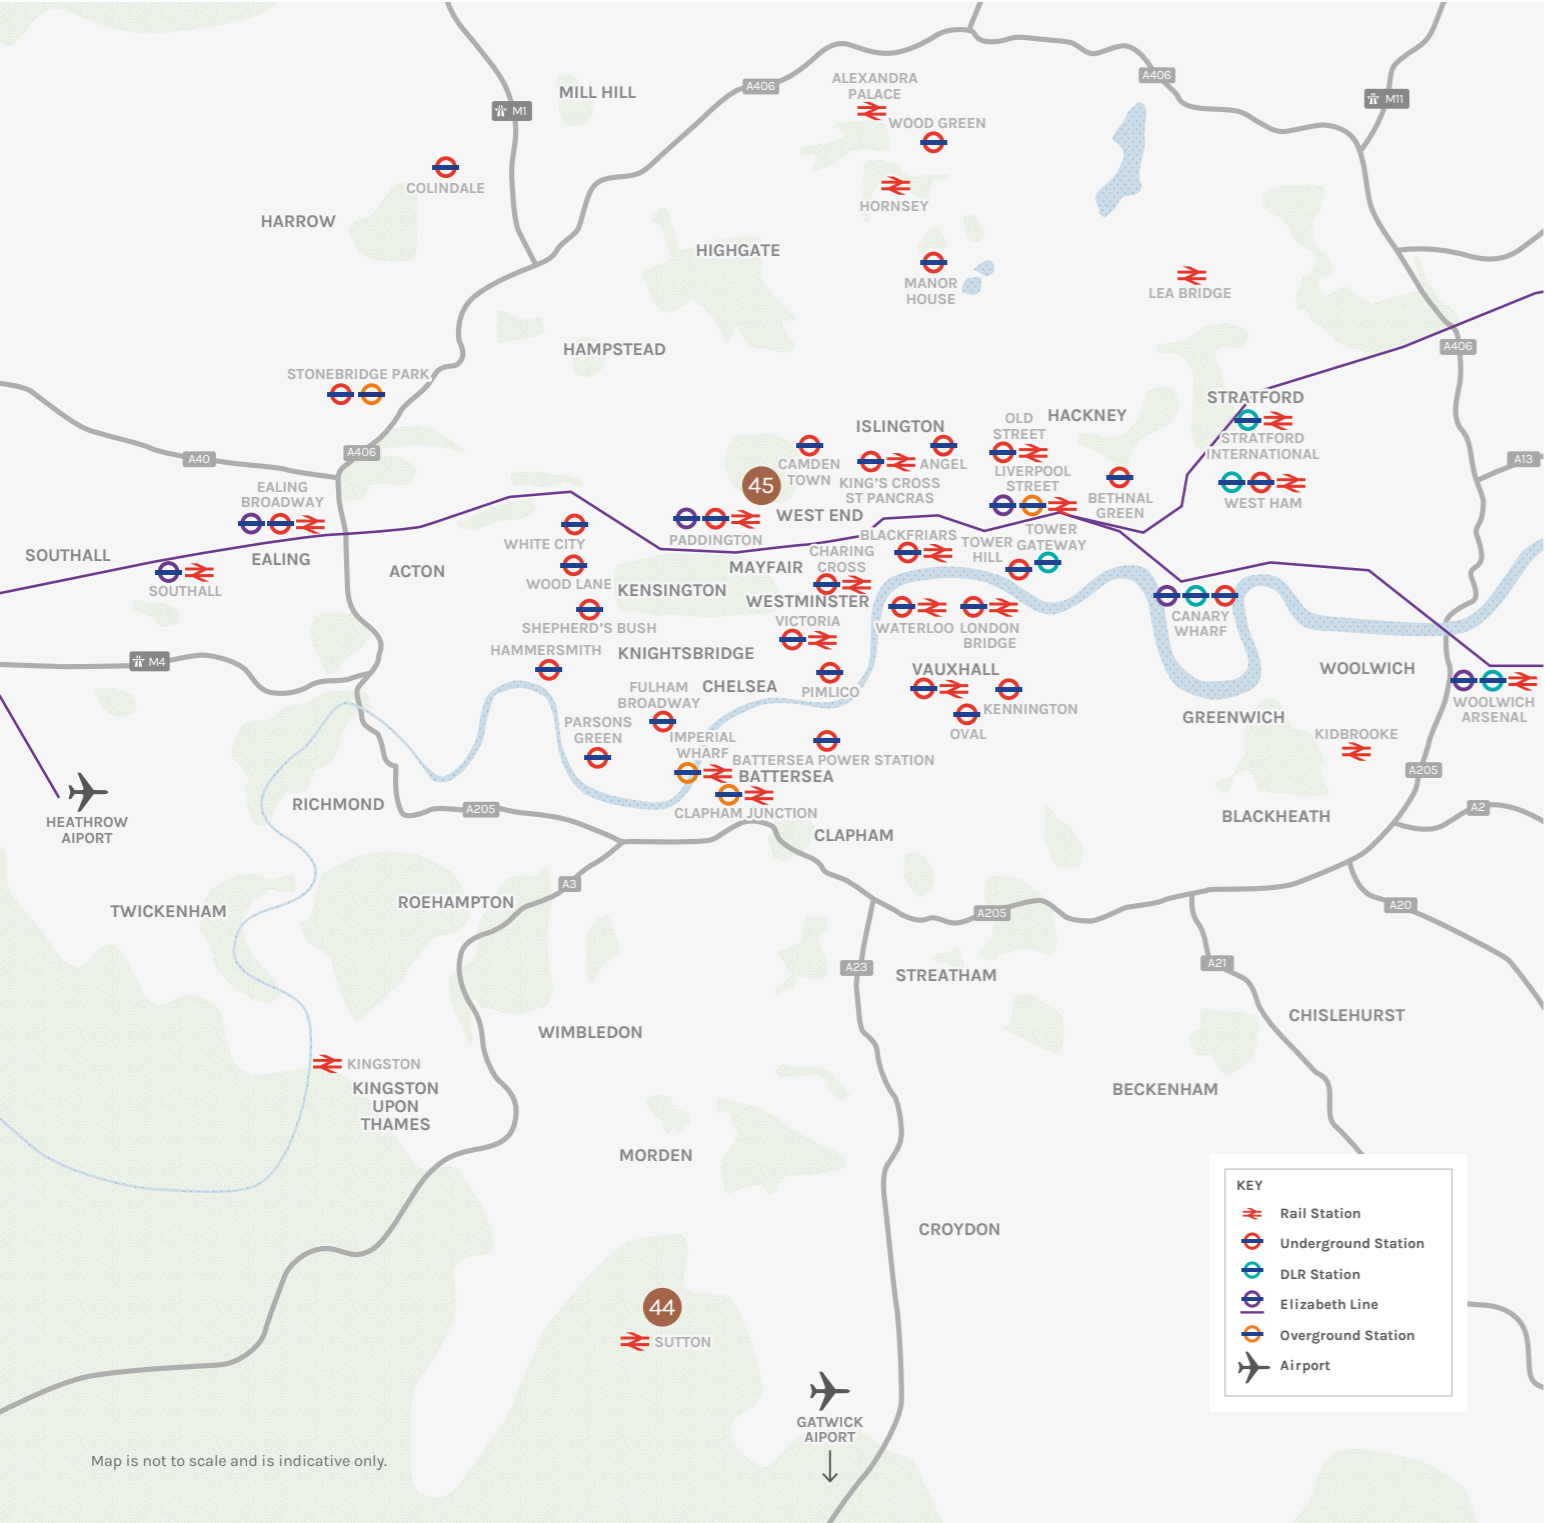 MILL HILL
A406
ALEXANDRA
PALACE
A406
M11
M1
WOOD GREEN
COLINDALE
HORNSEY
HARROW
HIGHGATE
MANOR
HOUSE
LEA BRIDGE
HAMPSTEAD
A406
STONEBRIDGE PARK
STRATFORD
OLD
STREET
HACKNEY
ISLINGTON
STRATFORD
INTERNATIONAL
A40
A406
CAMDEN
TOWN
ANGEL
A13
KING'S CROSS
ST PANCRAS
LIVERPOOL
STREET
45
EALING
BROADWAY
BETHNAL
GREEN
WEST HAM
WEST END
PADDINGTON
WHITE CITY
BLACKFRIARS
TOWER
HILL
TOWER
GATEWAY
SOUTHALL
EALING
CHARING
CROSS
MAYFAIR
ACTON
WOOD LANE
SOUTHALL
KENSINGTON
WESTMINSTER
SHEPHERD'S BUSH
VICTORIA
WATERLOO
LONDON
BRIDGE
CANARY
WHARF
HAMMERSMITH
KNIGHTSBRIDGE
M4
VAUXHALL
WOOLWICH
FULHAM
BROADWAY
CHELSEA
PIMLICO
KENNINGTON
WOOLWICH
ARSENAL
PARSONS
GREEN
GREENWICH
OVAL
KIDBROOKE
IMPERIAL
WHARF
BATTERSEA POWER STATION
BATTERSEA
A205
HEATHROW
AIPORT
RICHMOND
A205
CLAPHAM JUNCTION
A2
BLACKHEATH
CLAPHAM
A3
ROEHAMPTON
TWICKENHAM
A205
A20
A23
STREATHAM
A21
CHISLEHURST
WIMBLEDON
KINGSTON
KINGSTON
UPON
THAMES
BECKENHAM
MORDEN
CROYDON
KEY
Rail Station
Underground Station
DLR Station
Elizabeth Line
Overground Station
Airport
44
SUTTON
GATWICK
AIPORT
Map is not to scale and is indicative only.